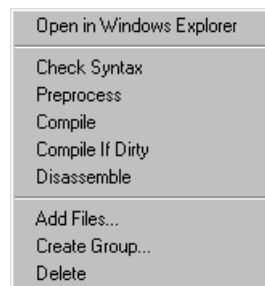 Open in Windows Explorer
Check Syntax
Preprocess
Compile
Compile If Dirty
Disassemble
Add Files...
Create Group...
Delete